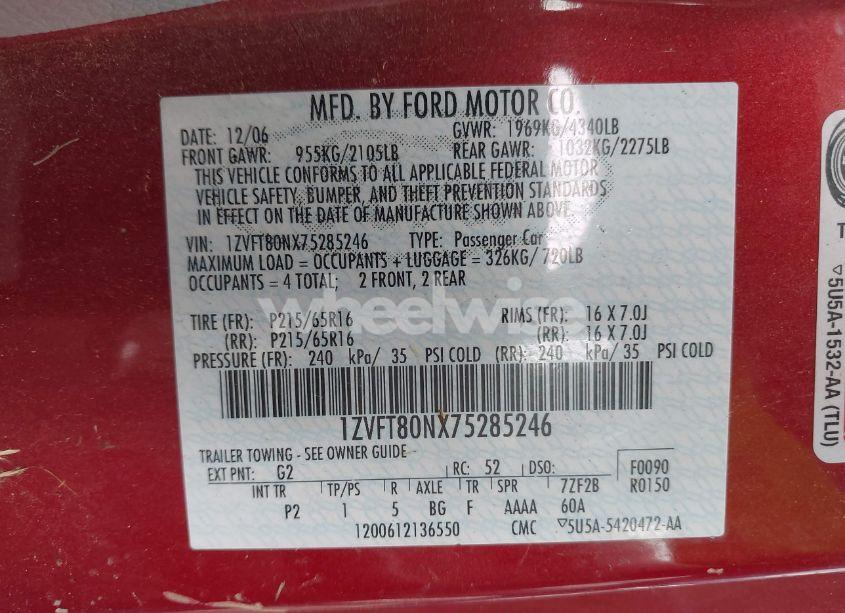 MFD. BY FORD MOTOR CO.
DATE: 12/06 GVWR: 1969KG/4340LB
FRONT GAWR: 955KG/2105LB REAR GAWR: 1032KG/2275LB
THIS VEHICLE CONFORMS TO ALL APPLICABLE FEDERAL MOTOR
VEHICLE SAFETY, BUMPER, AND THEFT PREVENTION STANDARDS
IN EFFECT ON THE DATE OF MANUFACTURE SHOWN ABOVE.
VIN: 1ZVFT80NX75285246 TYPE: Passenger Car
MAXIMUM LOAD = OCCUPANTS + LUGGAGE = 326KG/720LB
OCCUPANTS = 4 TOTAL; 2 FRONT, 2 REAR
wheelwise
TIRE (FR): P215/65R16 RIMS (FR): 16 X 7.0J
(RR): P215/65R16 (RR): 16 X 7.0J
PRESSURE (FR): 240 kPa/ 35 PSI COLD (RR): 240 kPa/ 35 PSI COLD
1ZVFT80NX75285246
TRAILER TOWING - SEE OWNER GUIDE -
EXT PNT: G2 RC: 52 DSO: F0090
INT TR TP/PS R AXLE TR SPR 7ZF2B R0150
P2 1 5 BG F AAAA 60A
1200612136550 CMC ▽5U5A-5420472-AA
▽5U5A-1532-AA (TLU)